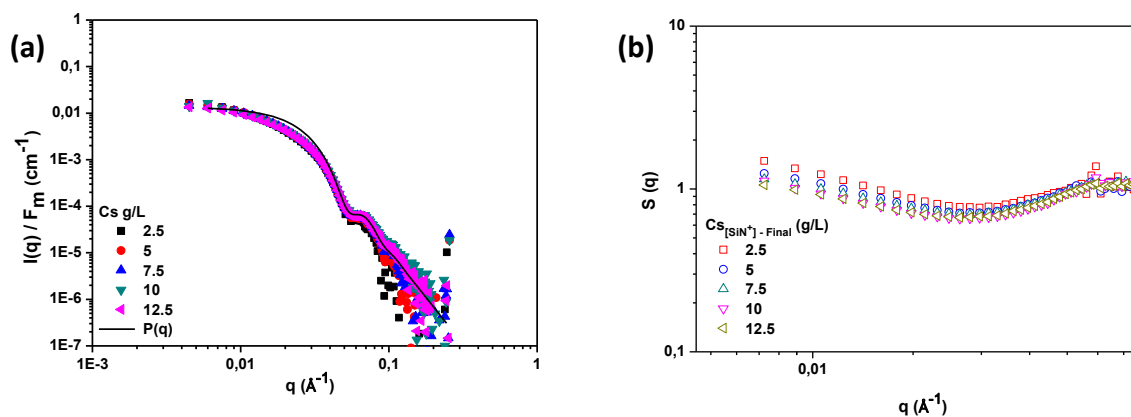 (a)
1
0,1
0,01
1E-3
1E-4
1E-5
1E-6
1E-7
I(q) / Fm (cm-1)
Cs g/L
2.5
5
7.5
10
12.5
P(q)
1E-3
0,01
0,1
1
q (Å-1)
(b)
10
1
0,1
S (q)
Cs[SiN+] - Final (g/L)
2.5
5
7.5
10
12.5
0,01
q (Å-1)